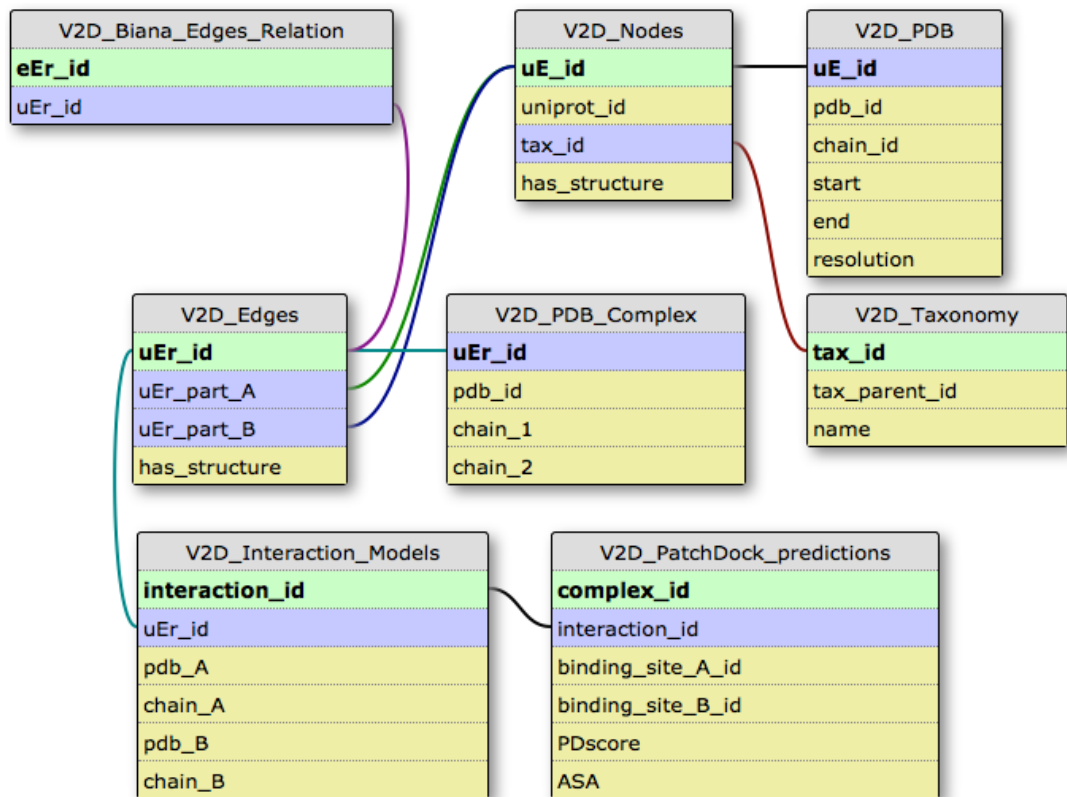 V2D_Biana_Edges_Relation
eEr_id
uEr_id
V2D_Nodes
uE_id
uniprot_id
tax_id
has_structure
V2D_PDB
uE_id
pdb_id
chain_id
start
end
resolution
V2D_Edges
uEr_id
uEr_part_A
uEr_part_B
has_structure
V2D_PDB_Complex
uEr_id
pdb_id
chain_1
chain_2
V2D_Taxonomy
tax_id
tax_parent_id
name
V2D_Interaction_Models
interaction_id
uEr_id
pdb_A
chain_A
pdb_B
chain_B
V2D_PatchDock_predictions
complex_id
interaction_id
binding_site_A_id
binding_site_B_id
PDscore
ASA